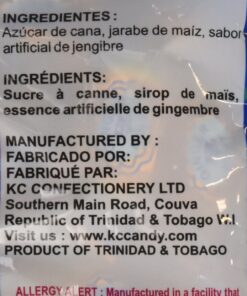 INGREDIENTES :
Azúcar de cana, jarabe de maíz, sabor
artificial de jengibre
INGRÉDIENTS:
Sucre à canne, sirop de maïs,
essence artificielle de gingembre
MANUFACTURED BY :
FABRICADO POR:
FABRIQUÉ PAR:
KC CONFECTIONERY LTD
Southern Main Road, Couva
Republic of Trinidad & Tobago WI
Visit us : www.kccandy.com
PRODUCT OF TRINIDAD & TOBAGO
ALLERGY ALERT : Manufactured in a facility that